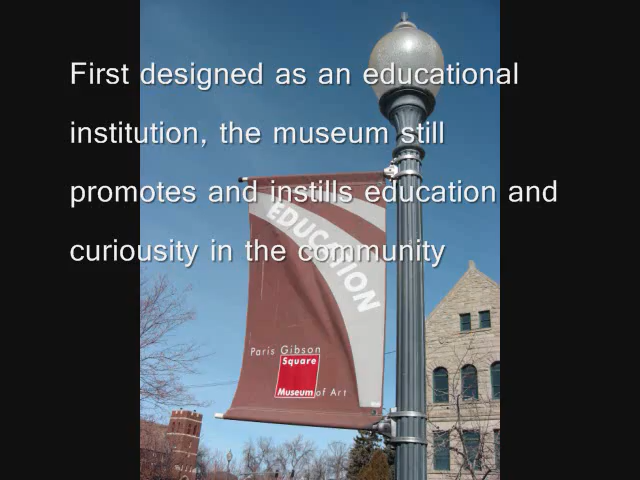 First designed as an educational
institution, the museum still
promotes and instills education and
curiousity in the community
EDUCATION
Paris Gibson
Square
Museum of Art